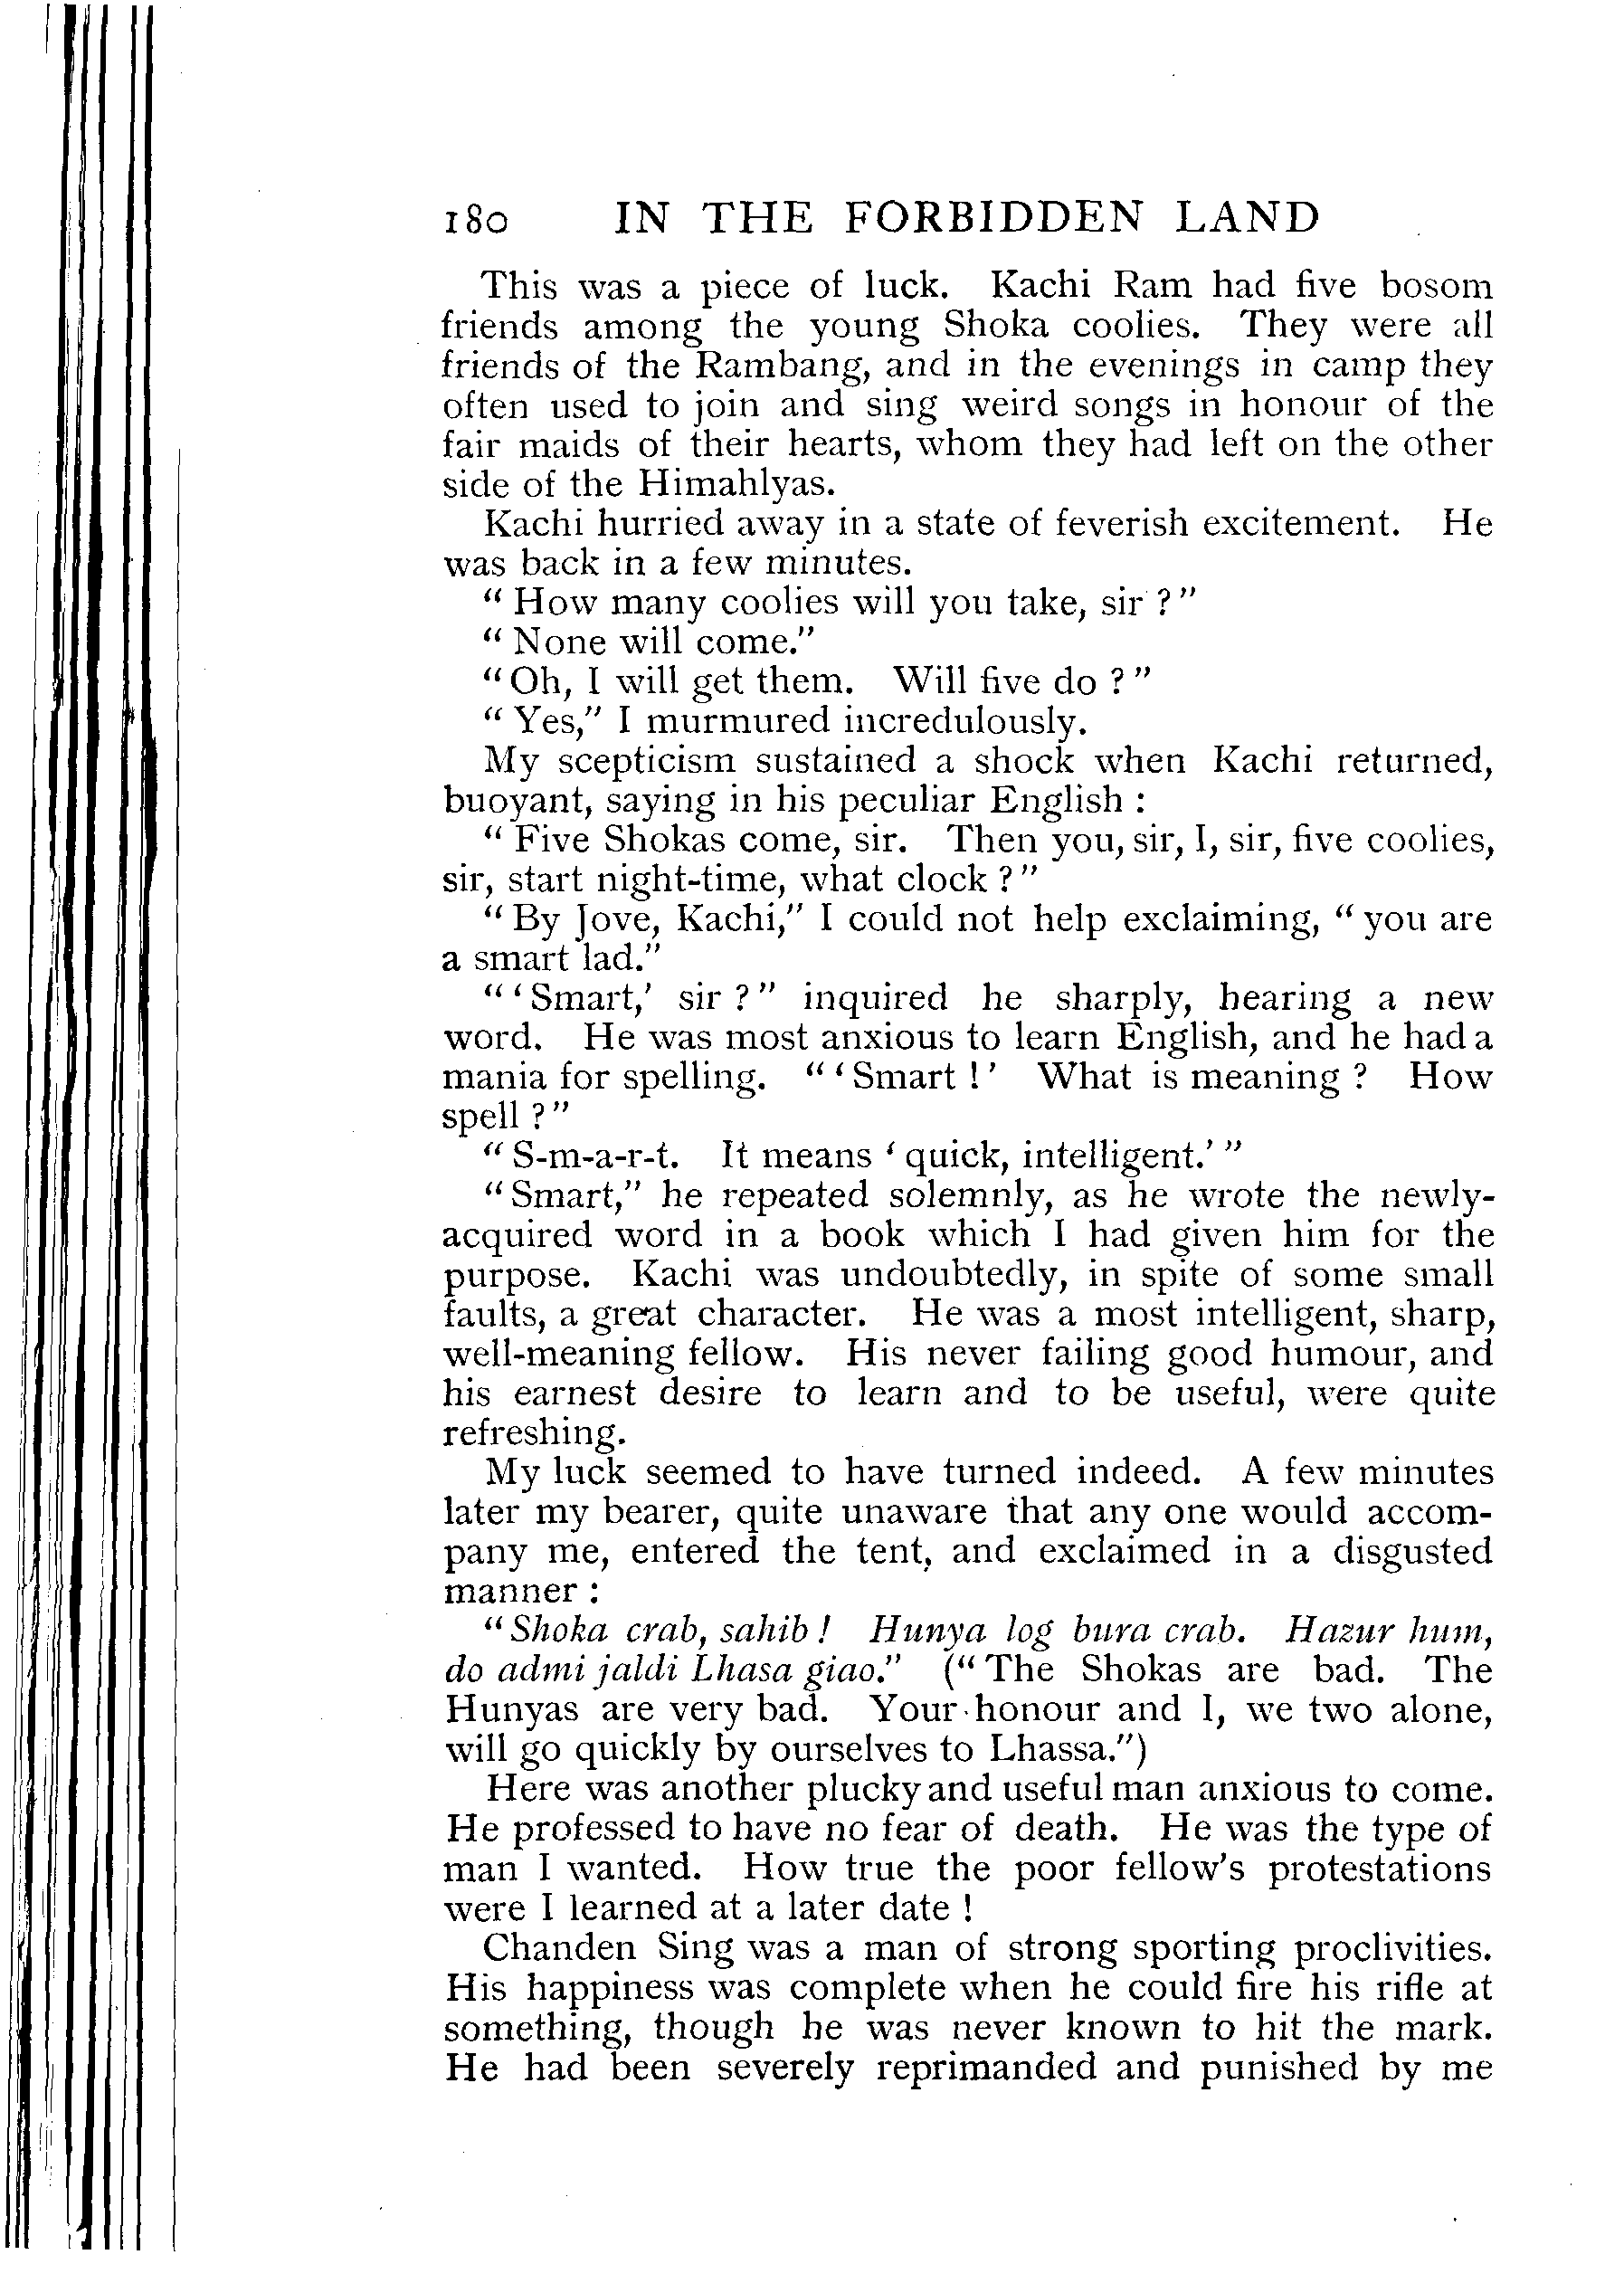 180 IN THE FORBIDDEN LAND
This was a piece of luck. Kachi Ram had five bosom
friends among the young Shoka coolies. They were all
friends of the Rambang, and in the evenings in camp they
often used to join and sing weird songs in honour of the
fair maids of their hearts, whom they had left on the other
side of the Himahlyas.
Kachi hurried away in a state of feverish excitement. He
was back in a few minutes.
“ How many coolies will you take, sir ? ”
“ None will come.”
“ Oh, I will get them. Will five do ? ”
“ Yes,” I murmured incredulously.
My scepticism sustained a shock when Kachi returned,
buoyant, saying in his peculiar English :
“ Five Shokas come, sir. Then you, sir, I, sir, five coolies,
sir, start night-time, what clock ? ”
“ By Jove, Kachi,” I could not help exclaiming, “ you are
a smart lad.”
“ ‘ Smart,’ sir ? ” inquired he sharply, hearing a new
word. He was most anxious to learn English, and he had a
mania for spelling. “ ‘ Smart ! ’ What is meaning ? How
spell ? ”
“ S-m-a-r-t. It means ‘ quick, intelligent.’ ”
“ Smart,” he repeated solemnly, as he wrote the newly-
acquired word in a book which I had given him for the
purpose. Kachi was undoubtedly, in spite of some small
faults, a great character. He was a most intelligent, sharp,
well-meaning fellow. His never failing good humour, and
his earnest desire to learn and to be useful, were quite
refreshing.
My luck seemed to have turned indeed. A few minutes
later my bearer, quite unaware that any one would accom-
pany me, entered the tent, and exclaimed in a disgusted
manner :
“ Shoka crab, sahib ! Hunya log bura crab. Hazur hum,
do admi jaldi Lhasa giao.” (“ The Shokas are bad. The
Hunyas are very bad. Your honour and I, we two alone,
will go quickly by ourselves to Lhassa.”)
Here was another plucky and useful man anxious to come.
He professed to have no fear of death. He was the type of
man I wanted. How true the poor fellow’s protestations
were I learned at a later date !
Chanden Sing was a man of strong sporting proclivities.
His happiness was complete when he could fire his rifle at
something, though he was never known to hit the mark.
He had been severely reprimanded and punished by me